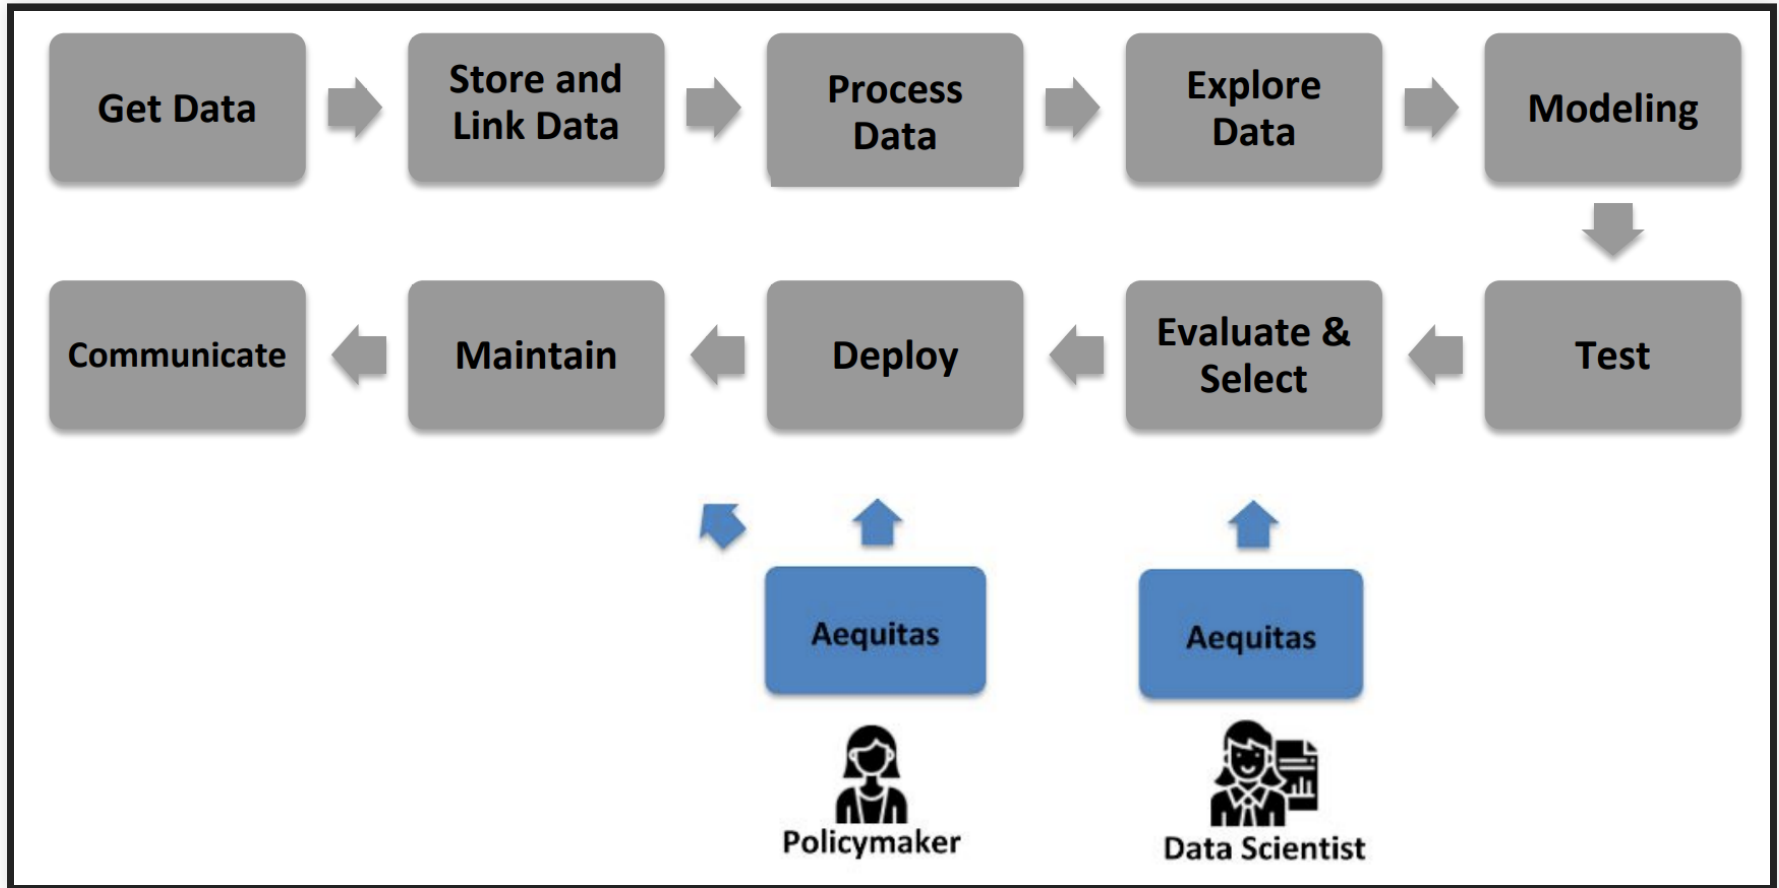 Get Data
Store and
Link Data
Process
Data
Explore
Data
Modeling
Communicate
Maintain
Deploy
Evaluate &
Select
Test
Aequitas
Aequitas
Policymaker
Data Scientist